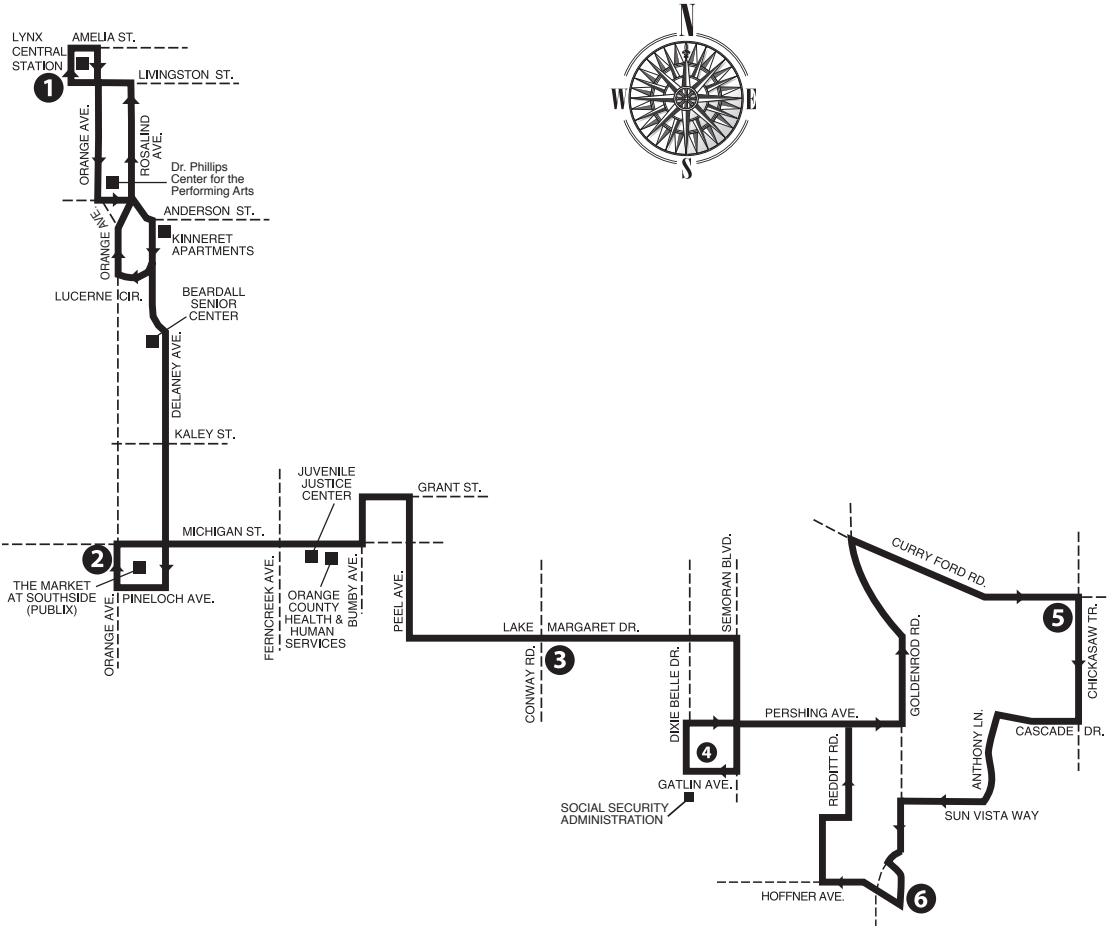 LYNX
CENTRAL
STATION
AMELIA ST.
1
LIVINGSTON ST.
ORANGE AVE.
ROSALIND
AVE.
Dr. Phillips
Center for the
Performing Arts
ORANGE AVE.
ANDERSON ST.
KINNERET
APARTMENTS
LUCERNE CIR.
BEARDALL
SENIOR
CENTER
DELANEY AVE.
KALEY ST.
MICHIGAN ST.
2
THE MARKET
AT SOUTHSIDE
(PUBLIX)
PINELOCH AVE.
ORANGE AVE.
FERNCREEK AVE.
JUVENILE
JUSTICE
CENTER
ORANGE
COUNTY
HEALTH &
HUMAN
SERVICES
BUMBY AVE.
GRANT ST.
PEEL AVE.
LAKE MARGARET DR.
CONWAY RD.
3
SEMORAN BLVD.
DIXIE BELLE DR.
4
GATLIN AVE.
SOCIAL SECURITY
ADMINISTRATION
PERSHING AVE.
REDDITT RD.
GOLDENROD RD.
CURRY FORD RD.
5
CHICKASAW TR.
CASCADE DR.
ANTHONY LN.
SUN VISTA WAY
HOFFNER AVE.
6
N
W E
S